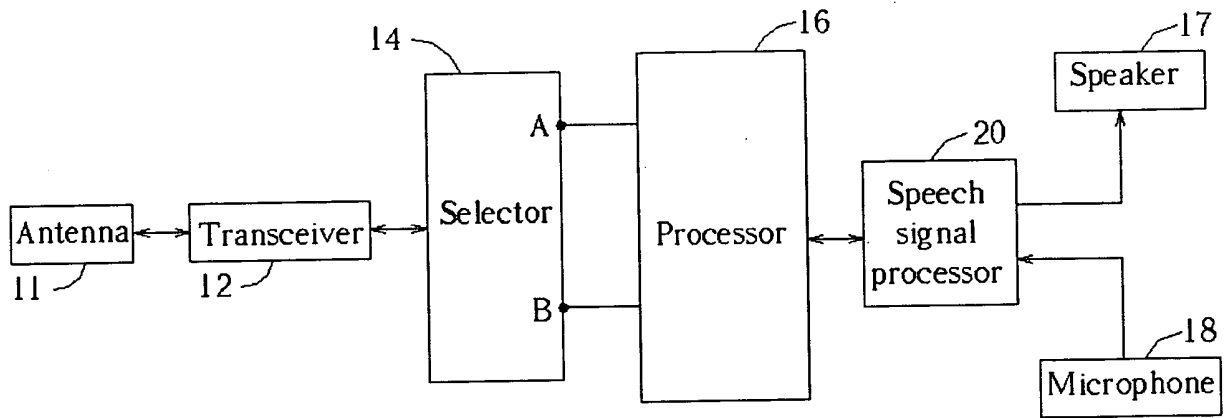 14
16
17
Speaker
A
20
Antenna
Transceiver
Selector
Processor
Speech
signal
processor
11
12
B
18
Microphone